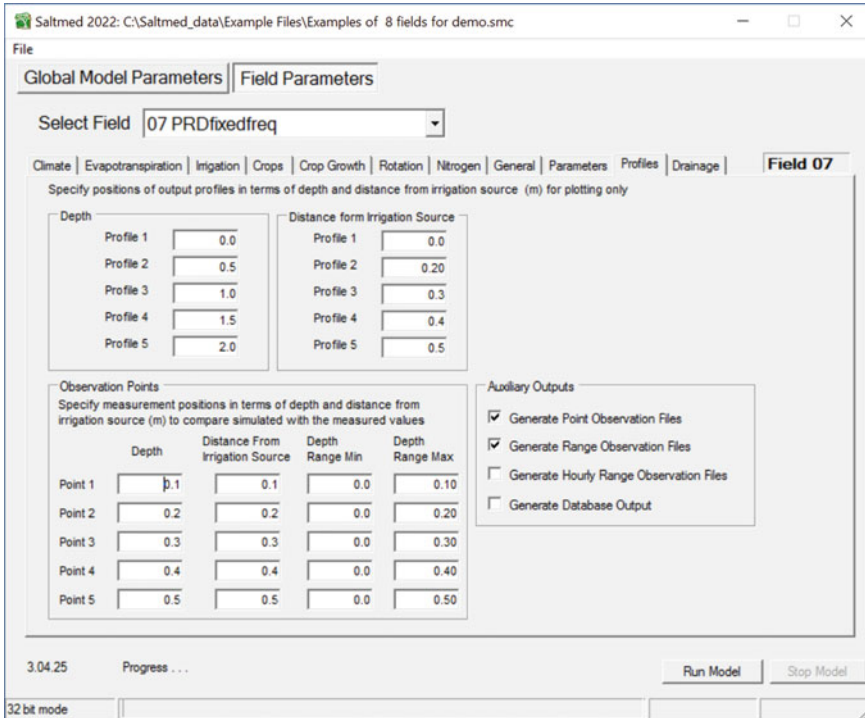 Saltmed 2022: C:\Saltmed_data\Example Files\Examples of 8 fields for demo.smc
File
Global Model Parameters Field Parameters
Select Field 07 PRDfixedfreq
Climate Evapotranspiration Irrigation Crops Crop Growth Rotation Nitrogen General Parameters Profiles Drainage Field 07
Specify positions of output profiles in terms of depth and distance from irrigation source (m) for plotting only
Depth
Profile 1 0.0
Profile 2 0.5
Profile 3 1.0
Profile 4 1.5
Profile 5 2.0
Distance form Irrigation Source
Profile 1 0.0
Profile 2 0.20
Profile 3 0.3
Profile 4 0.4
Profile 5 0.5
Observation Points
Specify measurement positions in terms of depth and distance from
irrigation source (m) to compare simulated with the measured values
Depth Distance From Irrigation Source Depth Range Min Depth Range Max
Point 1 0.1 0.1 0.0 0.10
Point 2 0.2 0.2 0.0 0.20
Point 3 0.3 0.3 0.0 0.30
Point 4 0.4 0.4 0.0 0.40
Point 5 0.5 0.5 0.0 0.50
Auxiliary Outputs
Generate Point Observation Files
Generate Range Observation Files
Generate Hourly Range Observation Files
Generate Database Output
3.04.25 Progress . . . Run Model Stop Model
32 bit mode